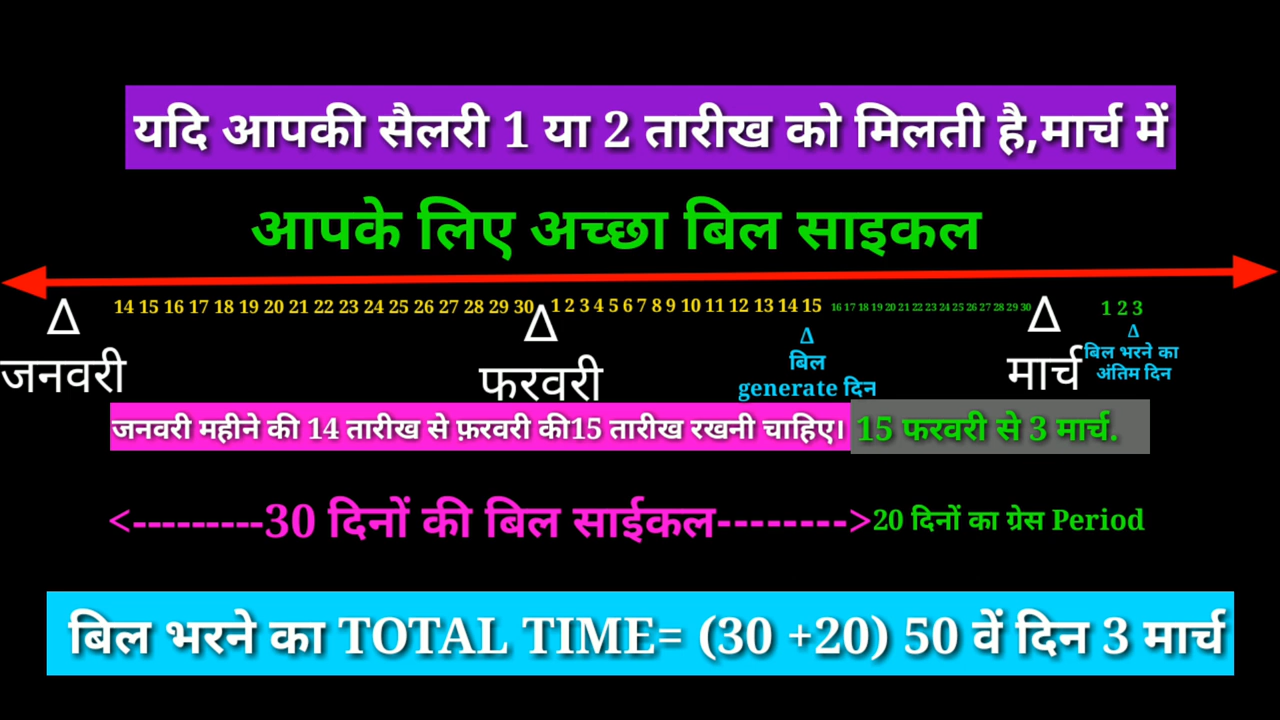 यदि आपकी सैलरी 1 या 2 तारीख को मिलती है,मार्च में
आपके लिए अच्छा बिल साइकल
14 15 16 17 18 19 20 21 22 23 24 25 26 27 28 29 30 1 2 3 4 5 6 7 8 9 10 11 12 13 14 15 16 17 18 19 20 21 22 23 24 25 26 27 28 29 30 1 2 3
Δ Δ Δ Δ Δ
जनवरी फरवरी
बिल
generate दिन
मार्च
बिल भरने का
अंतिम दिन
जनवरी महीने की 14 तारीख से फ़रवरी की15 तारीख रखनी चाहिए। 15 फरवरी से 3 मार्च.
<---------30 दिनों की बिल साईकल--------> 20 दिनों का ग्रेस Period
बिल भरने का TOTAL TIME= (30 +20) 50 वें दिन 3 मार्च